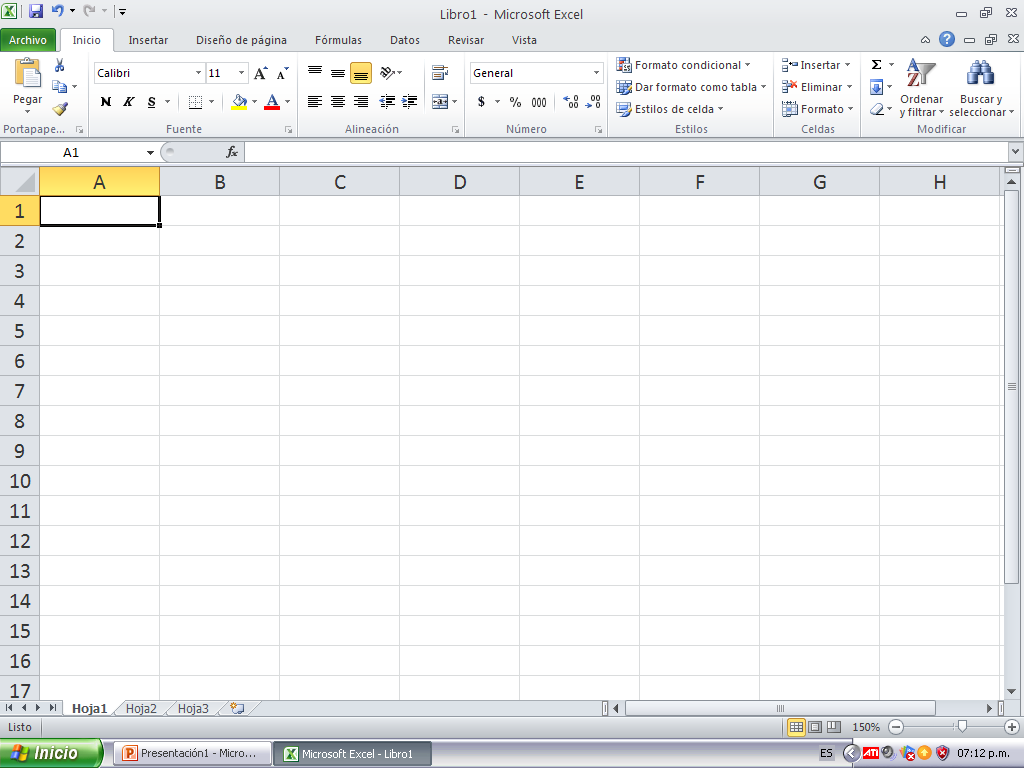 Libro1 - Microsoft Excel
Archivo Inicio Insertar Diseño de página Fórmulas Datos Revisar Vista
Pegar
Calibri 11
N K S
General
$ % 000
Formato condicional
Dar formato como tabla
Estilos de celda
Insertar
Eliminar
Formato
Σ
Ordenar y filtrar
Buscar y seleccionar
Portapape... Fuente Alineación Número Estilos Celdas Modificar
A1 fx
A B C D E F G H
1
2
3
4
5
6
7
8
9
10
11
12
13
14
15
16
17
Hoja1 Hoja2 Hoja3
Listo 150%
Inicio Presentación1 - Micro... Microsoft Excel - Libro1 ES ATI 07:12 p.m.